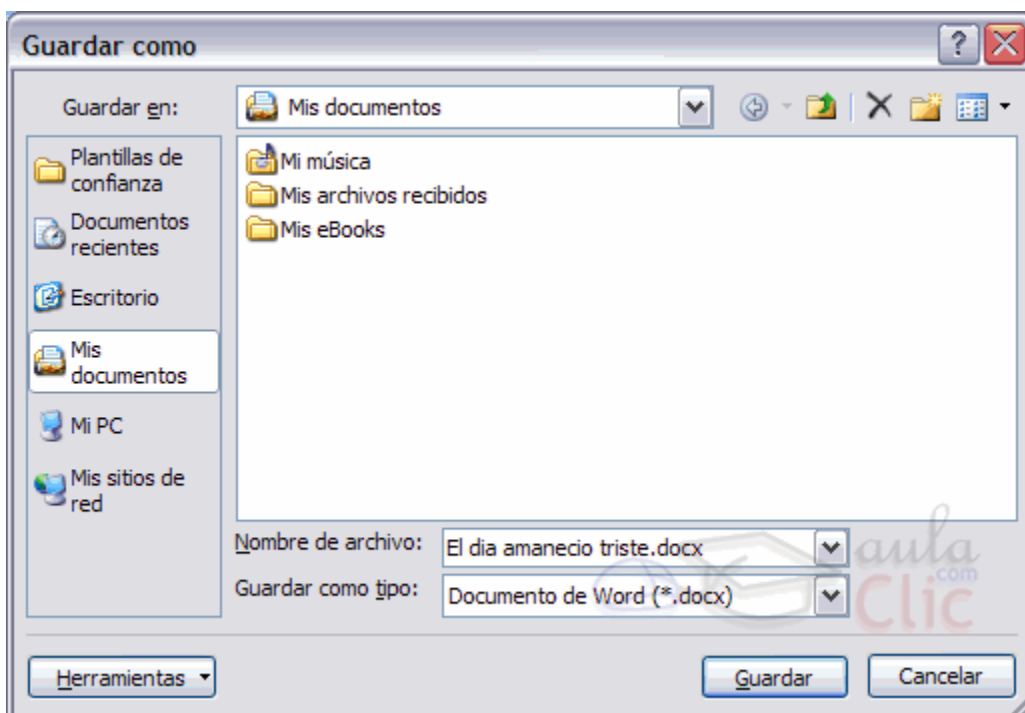 Guardar como
?
Guardar en:
Mis documentos
Plantillas de
confianza
Documentos
recientes
Escritorio
Mis
documentos
Mi PC
Mis sitios de
red
Mi música
Mis archivos recibidos
Mis eBooks
Nombre de archivo:
El dia amanecio triste.docx
Guardar como tipo:
Documento de Word (*.docx)
aula
.com
Clic
Herramientas
Guardar
Cancelar